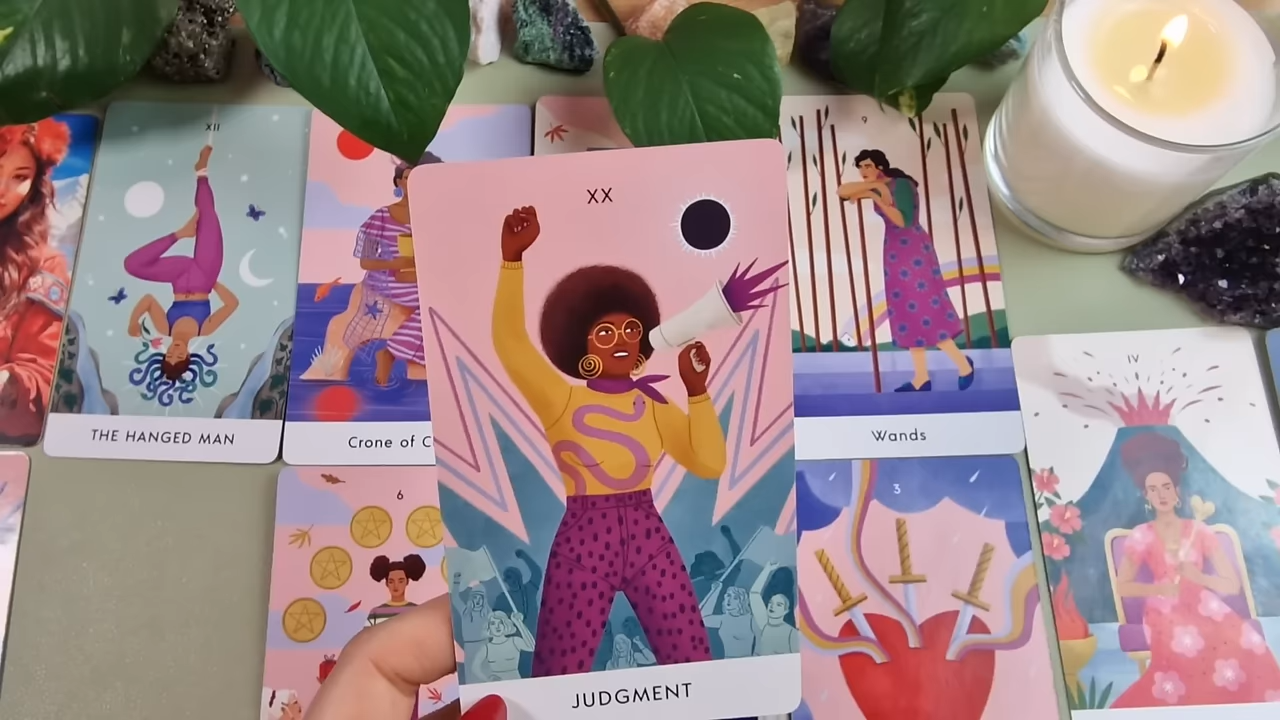 XII
THE HANGED MAN
Crone of C
XX
JUDGMENT
9
Wands
6
3
IV